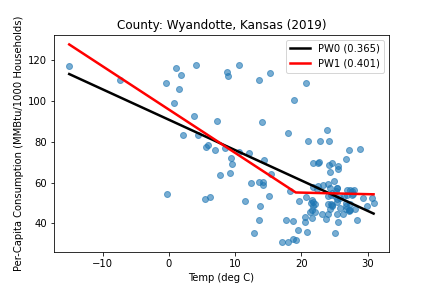 County: Wyandotte, Kansas (2019)
Per-Capita Consumption (MMBtu/1000 Households)
120
100
80
60
40
PW0 (0.365)
PW1 (0.401)
−10
0
10
20
30
Temp (deg C)